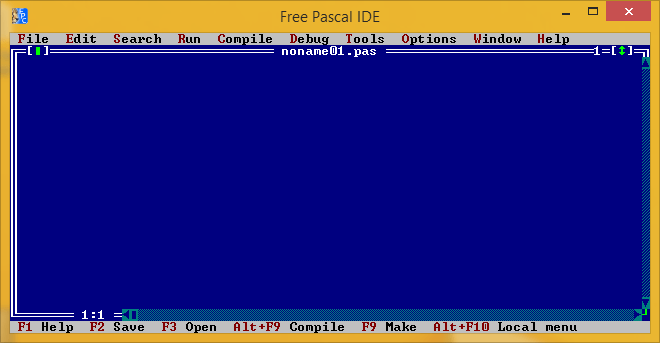 Free Pascal IDE
File Edit Search Run Compile Debug Tools Options Window Help
noname01.pas 1
1:1
F1 Help F2 Save F3 Open Alt+F9 Compile F9 Make Alt+F10 Local menu